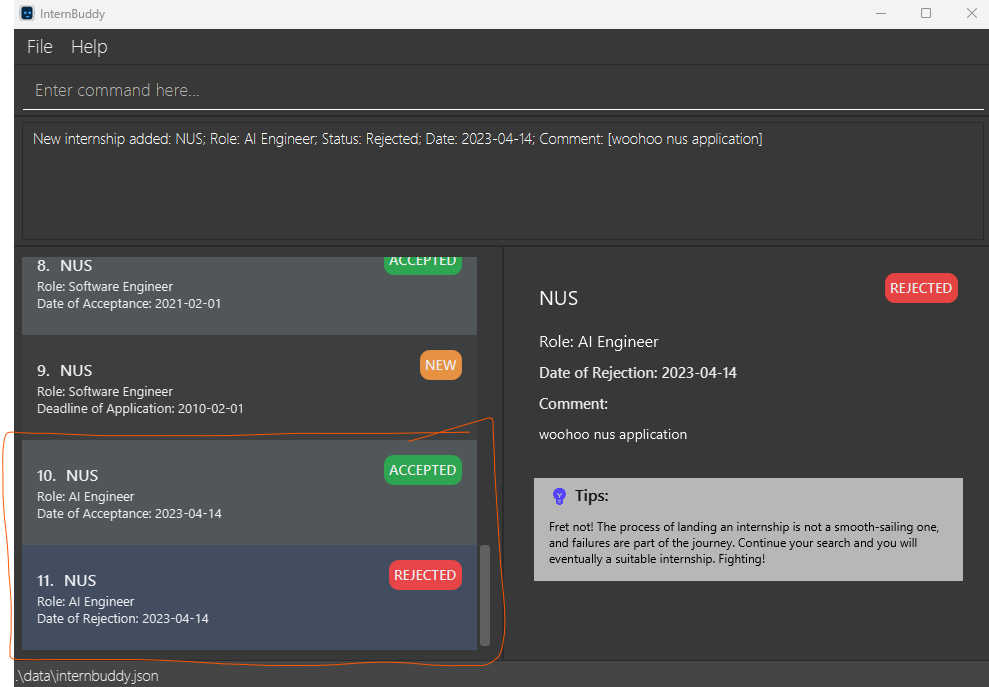 InternBuddy
File Help
Enter command here...
New internship added: NUS; Role: AI Engineer; Status: Rejected; Date: 2023-04-14; Comment: [woohoo nus application]
8. NUS
ACCEPTED
Role: Software Engineer
Date of Acceptance: 2021-02-01
9. NUS
NEW
Role: Software Engineer
Deadline of Application: 2010-02-01
10. NUS
ACCEPTED
Role: AI Engineer
Date of Acceptance: 2023-04-14
11. NUS
REJECTED
Role: AI Engineer
Date of Rejection: 2023-04-14
NUS
REJECTED
Role: AI Engineer
Date of Rejection: 2023-04-14
Comment:
woohoo nus application
Tips:
Fret not! The process of landing an internship is not a smooth-sailing one,
and failures are part of the journey. Continue your search and you will
eventually a suitable internship. Fighting!
.\data\internbuddy.json